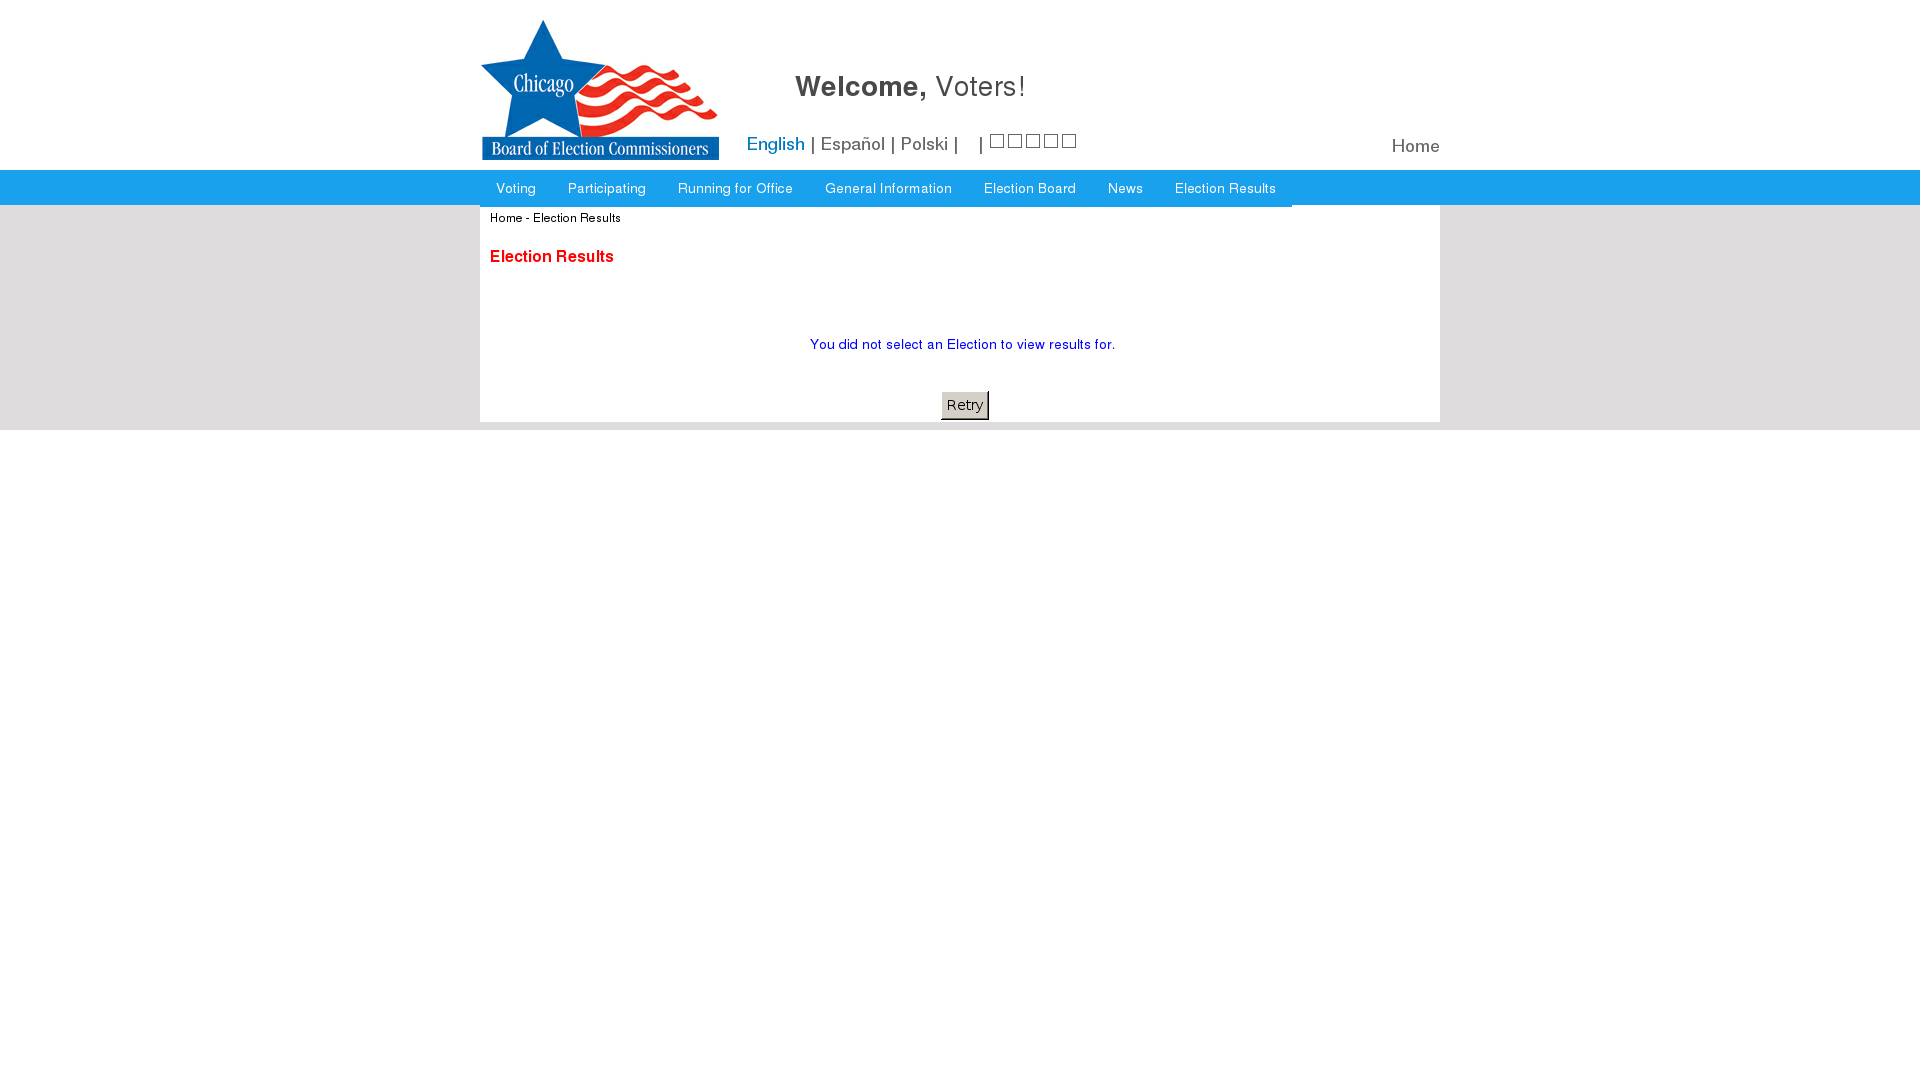 Chicago
Board of Election Commissioners
Welcome, Voters!
English | Español | Polski | | □□□□□
Home
Voting Participating Running for Office General Information Election Board News Election Results
Home - Election Results
Election Results
You did not select an Election to view results for.
Retry